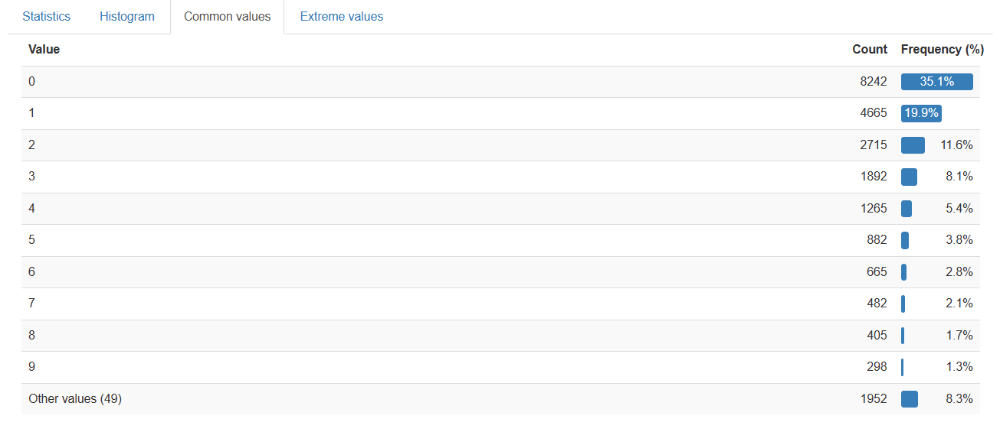 Statistics Histogram Common values Extreme values
Value Count Frequency (%)
0 8242 35.1%
1 4665 19.9%
2 2715 11.6%
3 1892 8.1%
4 1265 5.4%
5 882 3.8%
6 665 2.8%
7 482 2.1%
8 405 1.7%
9 298 1.3%
Other values (49) 1952 8.3%